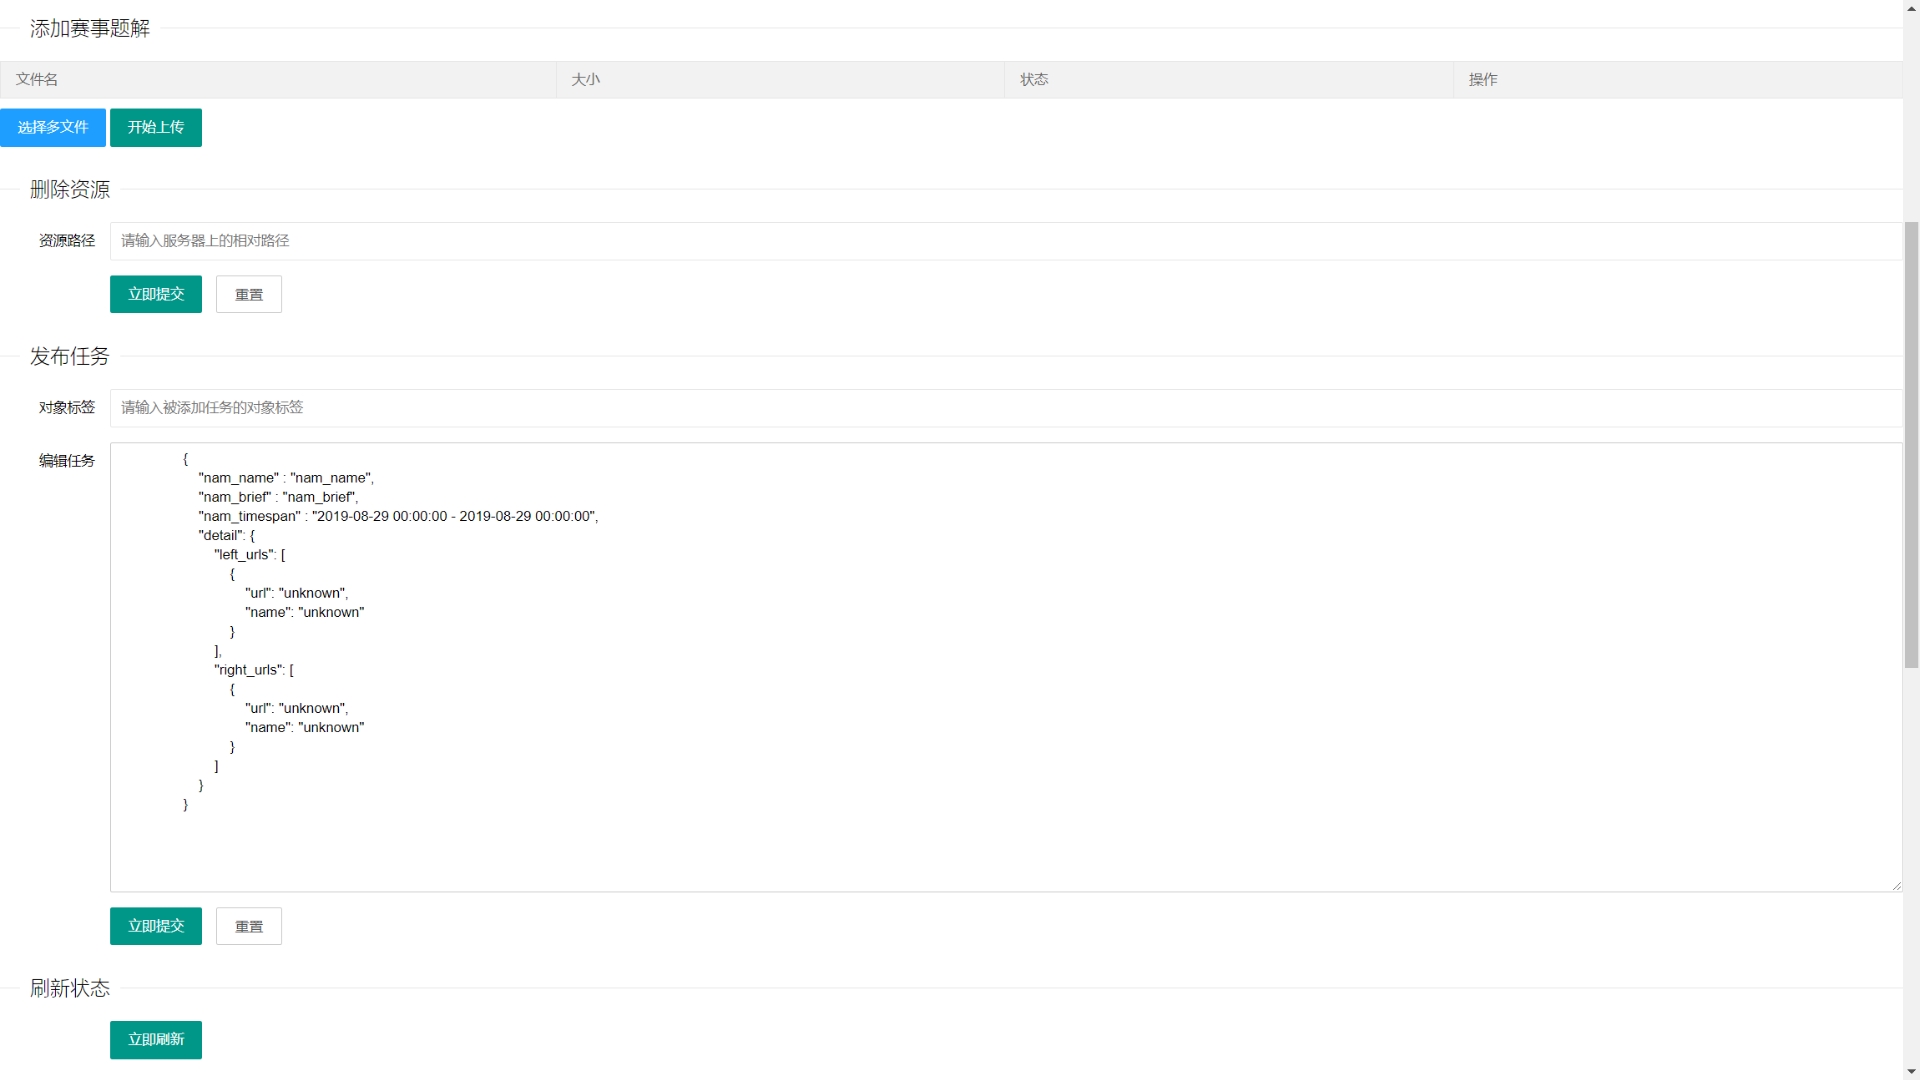 添加赛事题解
文件名 大小 状态 操作
选择多文件 开始上传
删除资源
资源路径 请输入服务器上的相对路径
立即提交 重置
发布任务
对象标签 请输入被添加任务的对象标签
编辑任务
{
"nam_name" : "nam_name",
"nam_brief" : "nam_brief",
"nam_timespan" : "2019-08-29 00:00:00 - 2019-08-29 00:00:00",
"detail": {
"left_urls": [
{
"url": "unknown",
"name": "unknown"
}
],
"right_urls": [
{
"url": "unknown",
"name": "unknown"
}
]
}
}
立即提交 重置
刷新状态
立即刷新